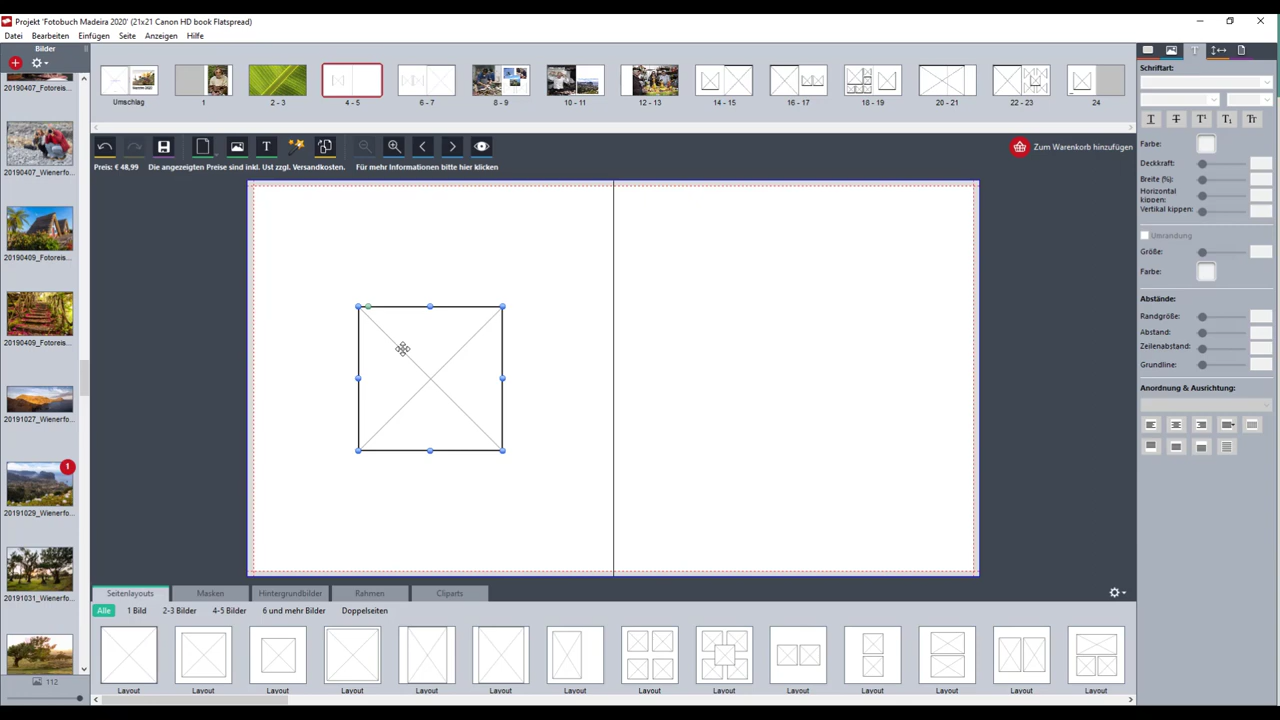 Projekt 'Fotobuch Madeira 2020' (21x21 Canon HD book Flatspread)
Datei Bearbeiten Einfügen Seite Anzeigen Hilfe
Bilder
20190407_Fotoreis
20190407_Wienerfo
20190409_Fotoreis
20190409_Fotoreis
20191027_Wienerfo
1
20191029_Wienerfo
20191031_Wienerfo
112
Umschlag 1 2 - 3 4 - 5 6 - 7 8 - 9 10 - 11 12 - 13 14 - 15 16 - 17 18 - 19 20 - 21 22 - 23 24
T
Zum Warenkorb hinzufügen
Preis: € 48,99 Die angezeigten Preise sind inkl. Ust zzgl. Versandkosten. Für mehr Informationen bitte hier klicken
Seitenlayouts Masken Hintergrundbilder Rahmen Cliparts
Alle 1 Bild 2-3 Bilder 4-5 Bilder 6 und mehr Bilder Doppelseiten
Layout Layout Layout Layout Layout Layout Layout Layout Layout Layout Layout Layout Layout Layout
T
Schriftart:
T T T¹ T₁ Tr
Farbe:
Deckkraft:
Breite (%):
Horizontal
kippen:
Vertikal kippen:
Umrandung
Größe:
Farbe:
Abstände:
Randgröße:
Abstand:
Zeilenabstand:
Grundline:
Anordnung & Ausrichtung: